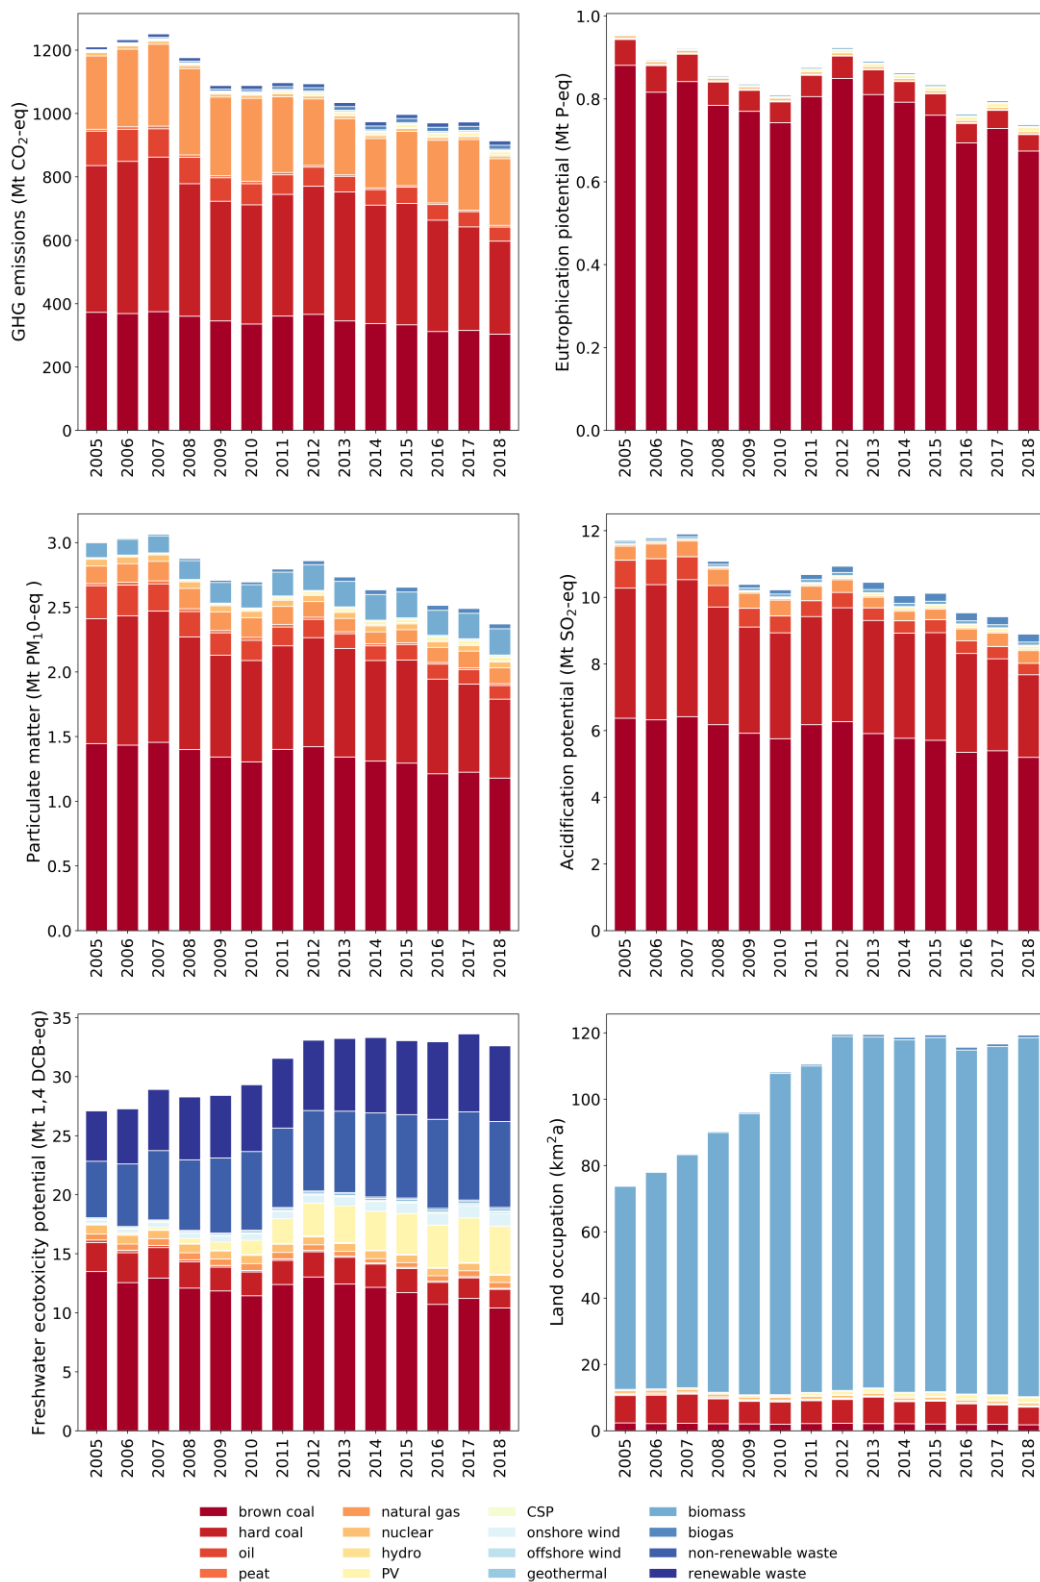 GHG emissions (Mt CO2-eq)
1200
1000
800
600
400
200
0
2005 2006 2007 2008 2009 2010 2011 2012 2013 2014 2015 2016 2017 2018
Eutrophication piotential (Mt P-eq)
1.0
0.8
0.6
0.4
0.2
0.0
2005 2006 2007 2008 2009 2010 2011 2012 2013 2014 2015 2016 2017 2018
Particulate matter (Mt PM10-eq )
3.0
2.5
2.0
1.5
1.0
0.5
0.0
2005 2006 2007 2008 2009 2010 2011 2012 2013 2014 2015 2016 2017 2018
Acidification potential (Mt SO2-eq)
12
10
8
6
4
2
0
2005 2006 2007 2008 2009 2010 2011 2012 2013 2014 2015 2016 2017 2018
Freshwater ecotoxicity potential (Mt 1,4 DCB-eq)
35
30
25
20
15
10
5
0
2005 2006 2007 2008 2009 2010 2011 2012 2013 2014 2015 2016 2017 2018
Land occupation (km²a)
120
100
80
60
40
20
0
2005 2006 2007 2008 2009 2010 2011 2012 2013 2014 2015 2016 2017 2018
brown coal
hard coal
oil
peat
natural gas
nuclear
hydro
PV
CSP
onshore wind
offshore wind
geothermal
biomass
biogas
non-renewable waste
renewable waste